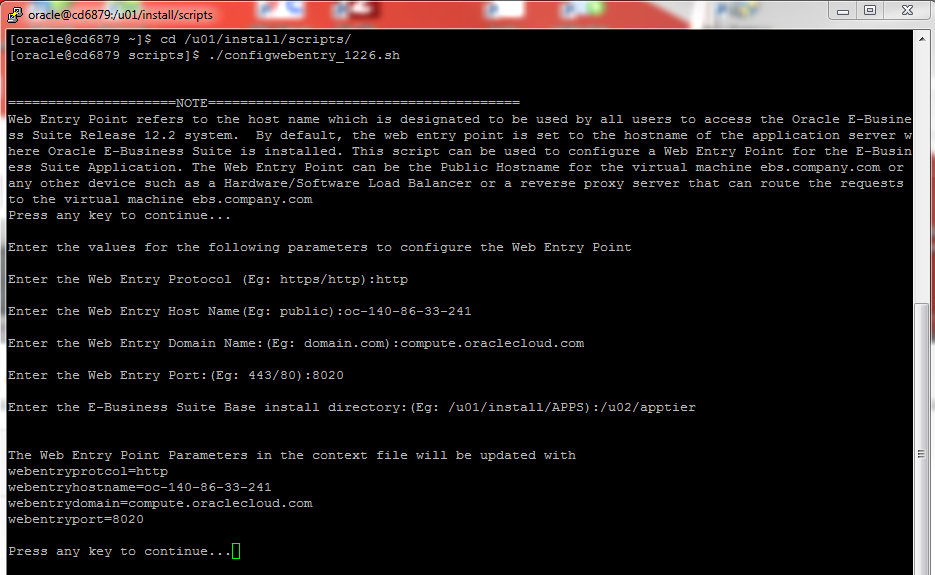 oracle@cd6879:/u01/install/scripts
[oracle@cd6879 ~]$ cd /u01/install/scripts/
[oracle@cd6879 scripts]$ ./configwebentry_1226.sh
=====================NOTE=======================================
Web Entry Point refers to the host name which is designated to be used by all users to access the Oracle E-Busine
ss Suite Release 12.2 system.  By default, the web entry point is set to the hostname of the application server w
here Oracle E-Business Suite is installed. This script can be used to configure a Web Entry Point for the E-Busin
ess Suite Application. The Web Entry Point can be the Public Hostname for the virtual machine ebs.company.com or
any other device such as a Hardware/Software Load Balancer or a reverse proxy server that can route the requests
to the virtual machine ebs.company.com
Press any key to continue...
Enter the values for the following parameters to configure the Web Entry Point
Enter the Web Entry Protocol (Eg: https/http):http
Enter the Web Entry Host Name(Eg: public):oc-140-86-33-241
Enter the Web Entry Domain Name:(Eg: domain.com):compute.oraclecloud.com
Enter the Web Entry Port:(Eg: 443/80):8020
Enter the E-Business Suite Base install directory:(Eg: /u01/install/APPS):/u02/apptier
The Web Entry Point Parameters in the context file will be updated with
webentryprotcol=http
webentryhostname=oc-140-86-33-241
webentrydomain=compute.oraclecloud.com
webentryport=8020
Press any key to continue...